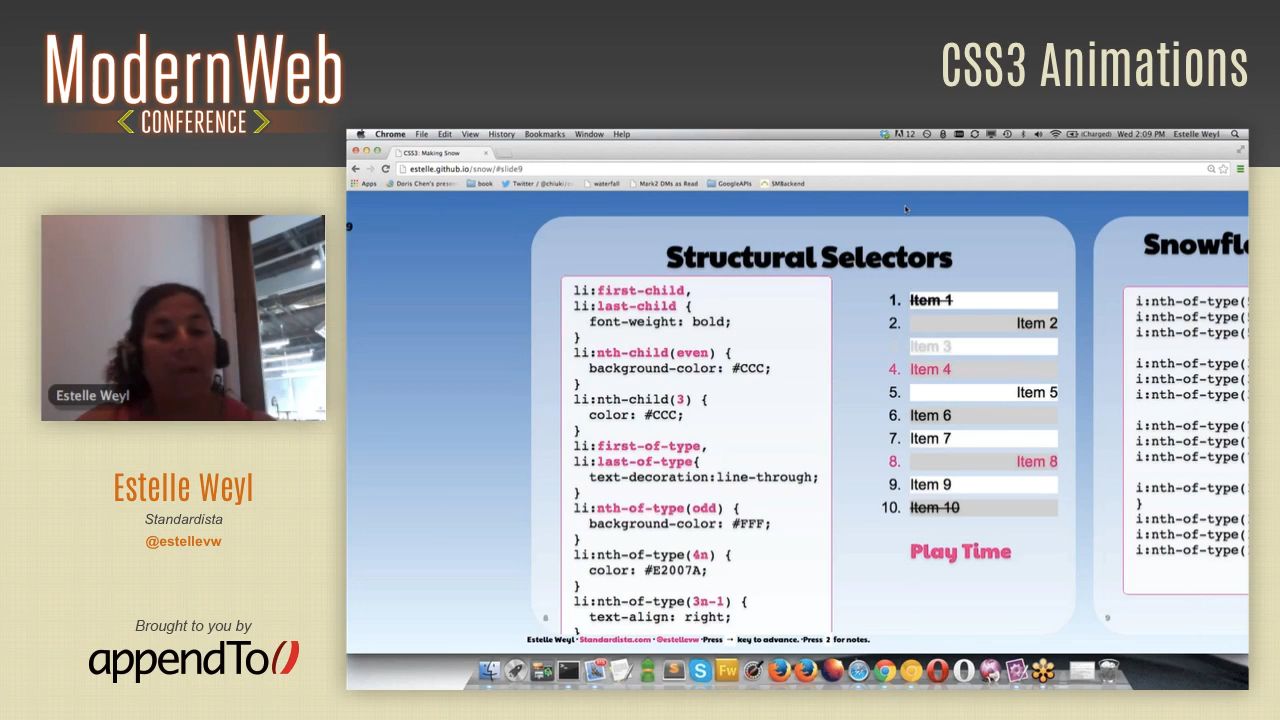 ModernWeb
< CONFERENCE >
CSS3 Animations
Chrome File Edit View History Bookmarks Window Help
12 (Charged) Wed 2:09 PM Estelle Weyl
CSS3: Making Snow
estelle.github.io/snow/#slide9
Apps Doris Chen's presen book Twitter / @chiuki/ waterfall Mark2 DMs as Read GoogleAPIs SMBackend
9
Structural Selectors
li:first-child,
li:last-child {
font-weight: bold;
}
li:nth-child(even) {
background-color: #CCC;
}
li:nth-child(3) {
color: #CCC;
}
li:first-of-type,
li:last-of-type{
text-decoration:line-through;
}
li:nth-of-type(odd) {
background-color: #FFF;
}
li:nth-of-type(4n) {
color: #E2007A;
}
li:nth-of-type(3n-1) {
text-align: right;
}
8
1. Item 1
2. Item 2
3. Item 3
4. Item 4
5. Item 5
6. Item 6
7. Item 7
8. Item 8
9. Item 9
10. Item 10
Play Time
Snowfl
i:nth-of-type(
i:nth-of-type(
i:nth-of-type(
i:nth-of-type(
i:nth-of-type(
i:nth-of-type(
i:nth-of-type(
i:nth-of-type(
i:nth-of-type(
i:nth-of-type(
}
i:nth-of-type(
i:nth-of-type(
i:nth-of-type(
9
Estelle Weyl · Standardista.com · @estellevw ·Press → key to advance. ·Press 2 for notes.
Estelle Weyl
Estelle Weyl
Standardista
@estellevw
Brought to you by
appendTo()